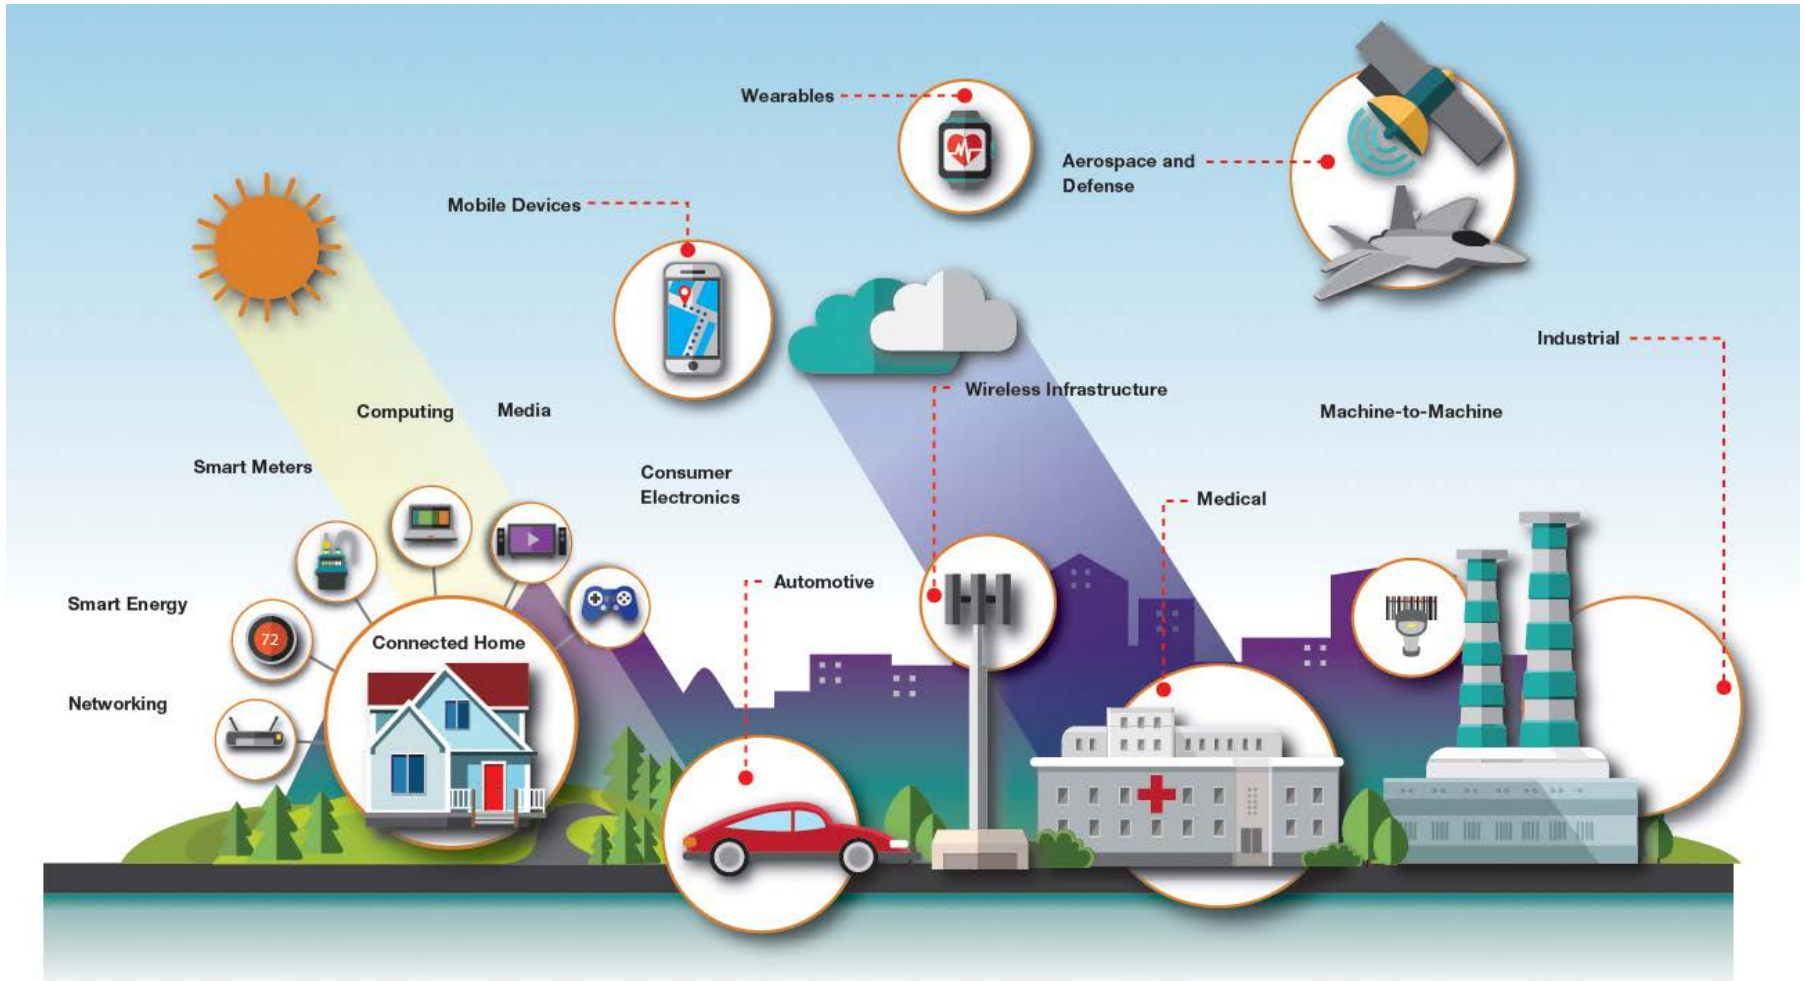 Wearables
Aerospace and
Defense
Mobile Devices
Industrial
Wireless Infrastructure
Computing
Media
Machine-to-Machine
Smart Meters
Consumer
Electronics
Medical
Automotive
Smart Energy
72
Connected Home
Networking